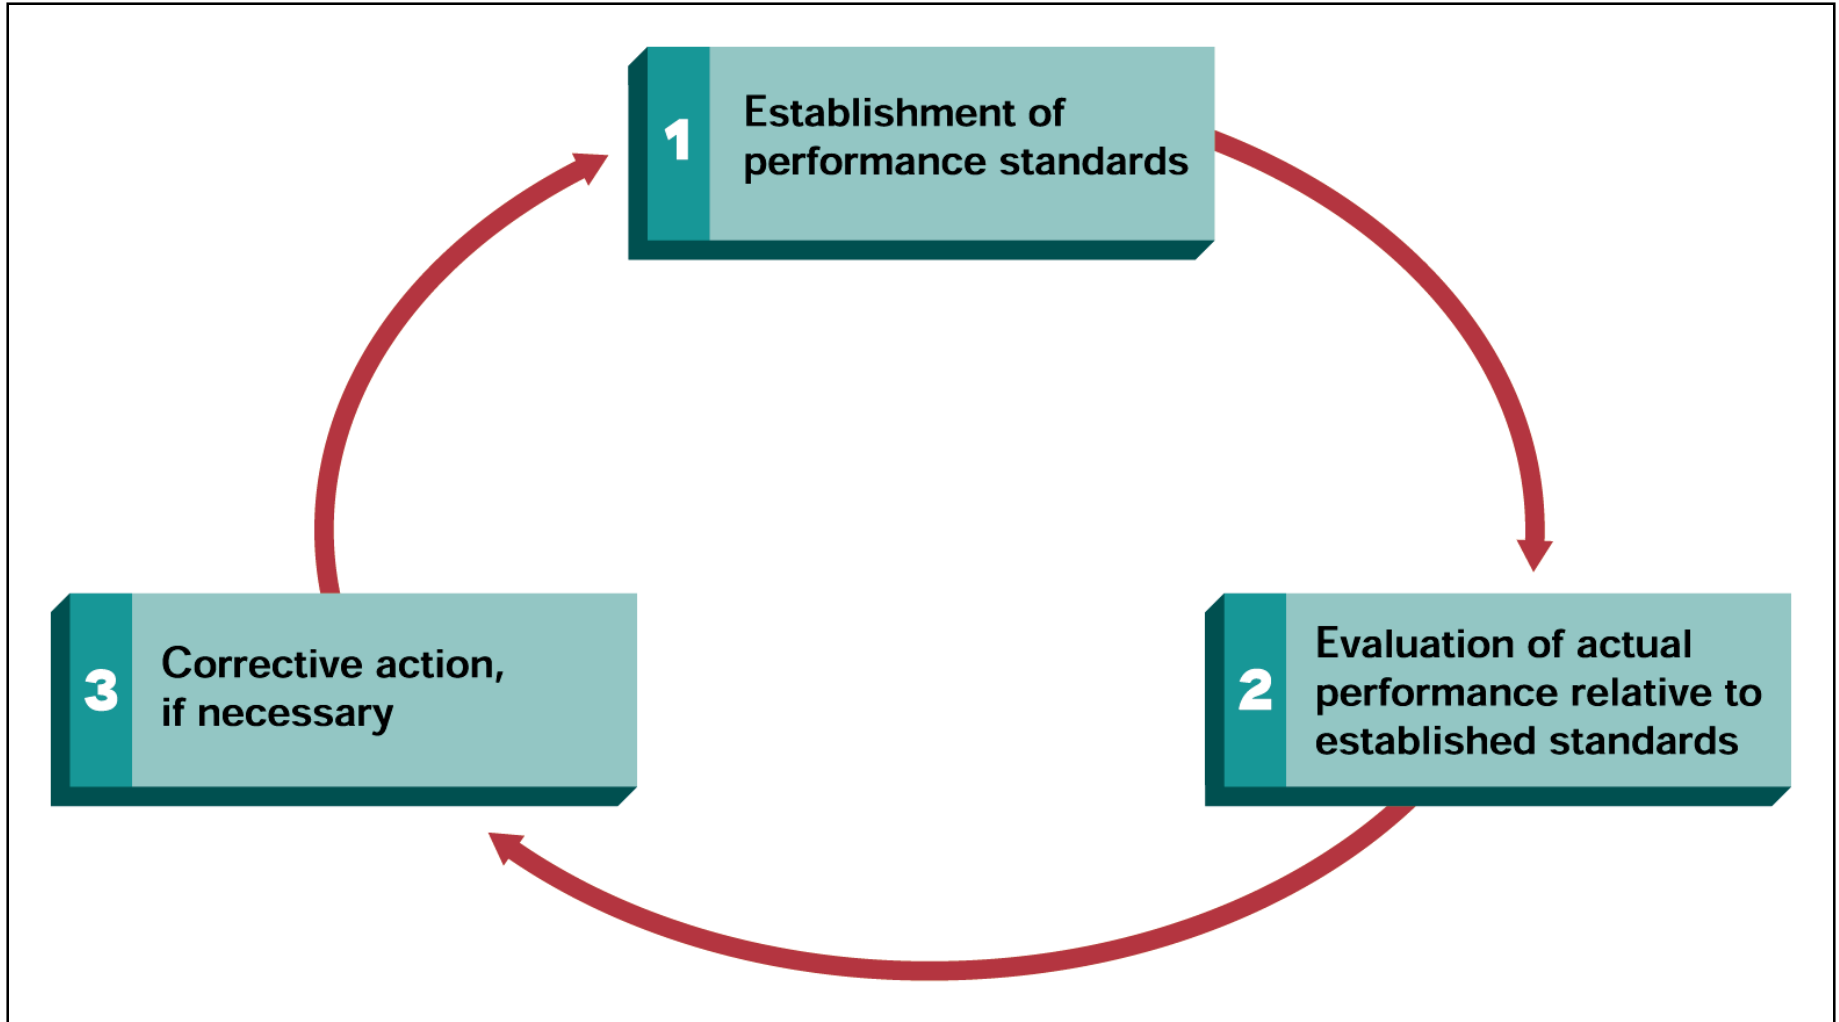 1
Establishment of
performance standards
2
Evaluation of actual
performance relative to
established standards
3
Corrective action,
if necessary